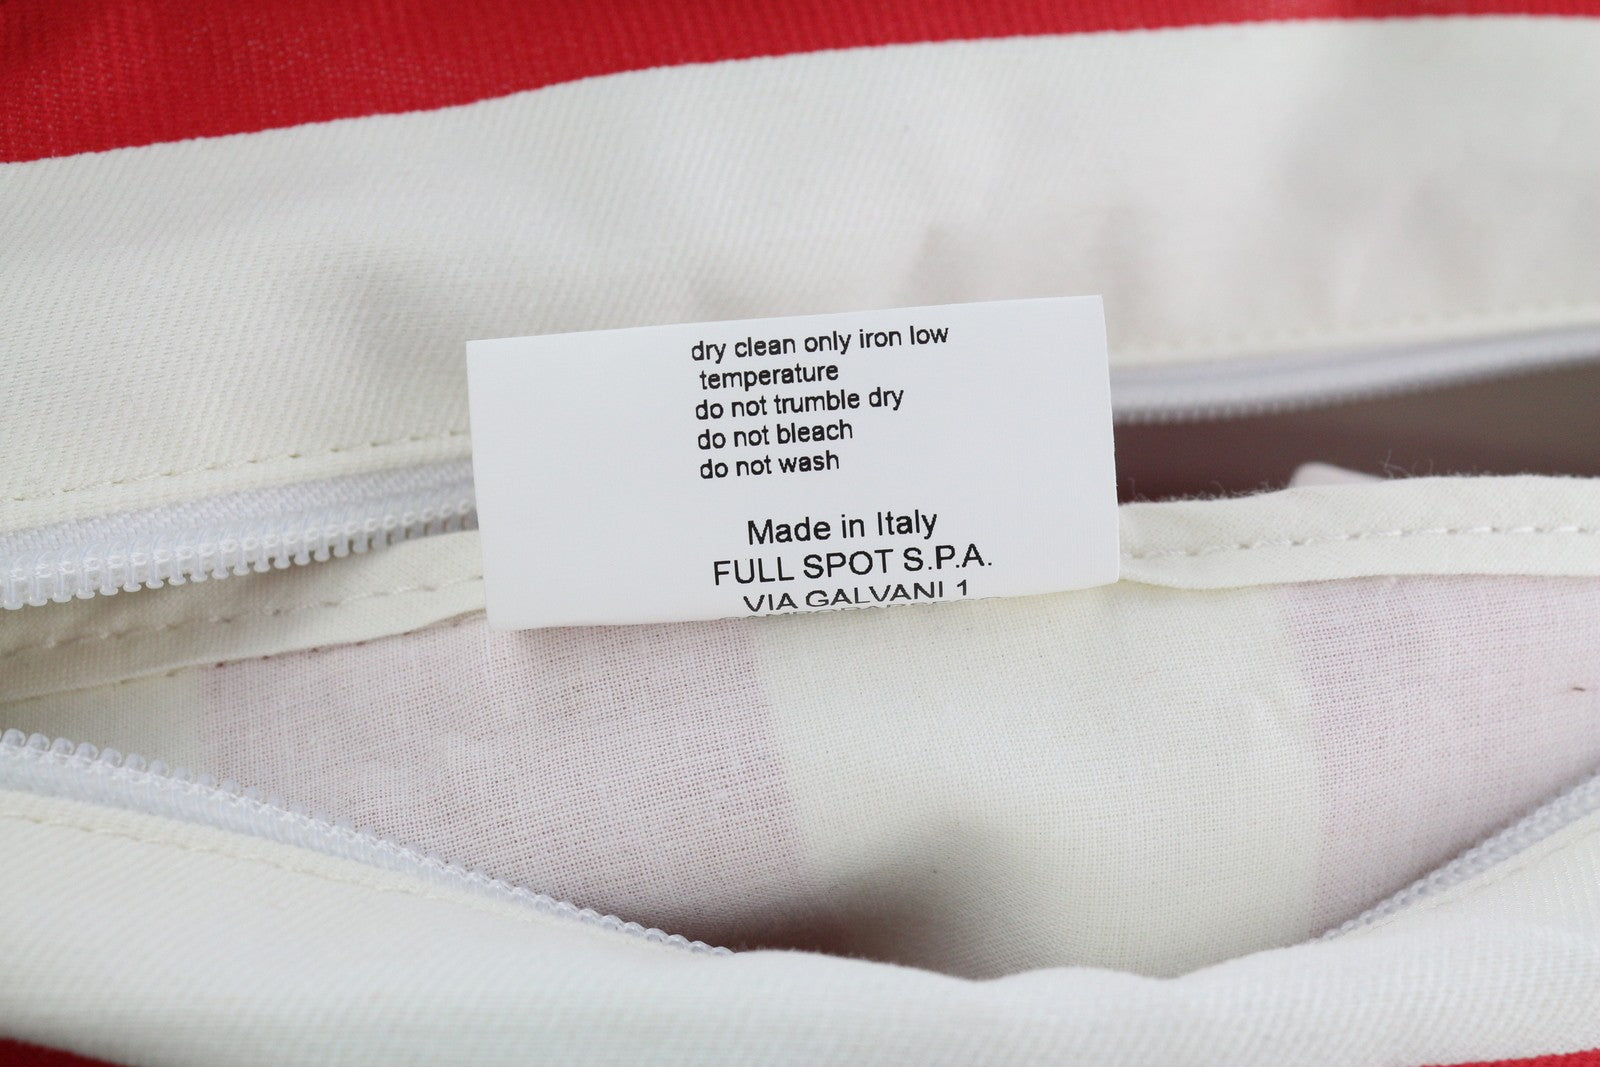 dry clean only iron low
temperature
do not trumble dry
do not bleach
do not wash
Made in Italy
FULL SPOT S.P.A.
VIA GALVANI 1